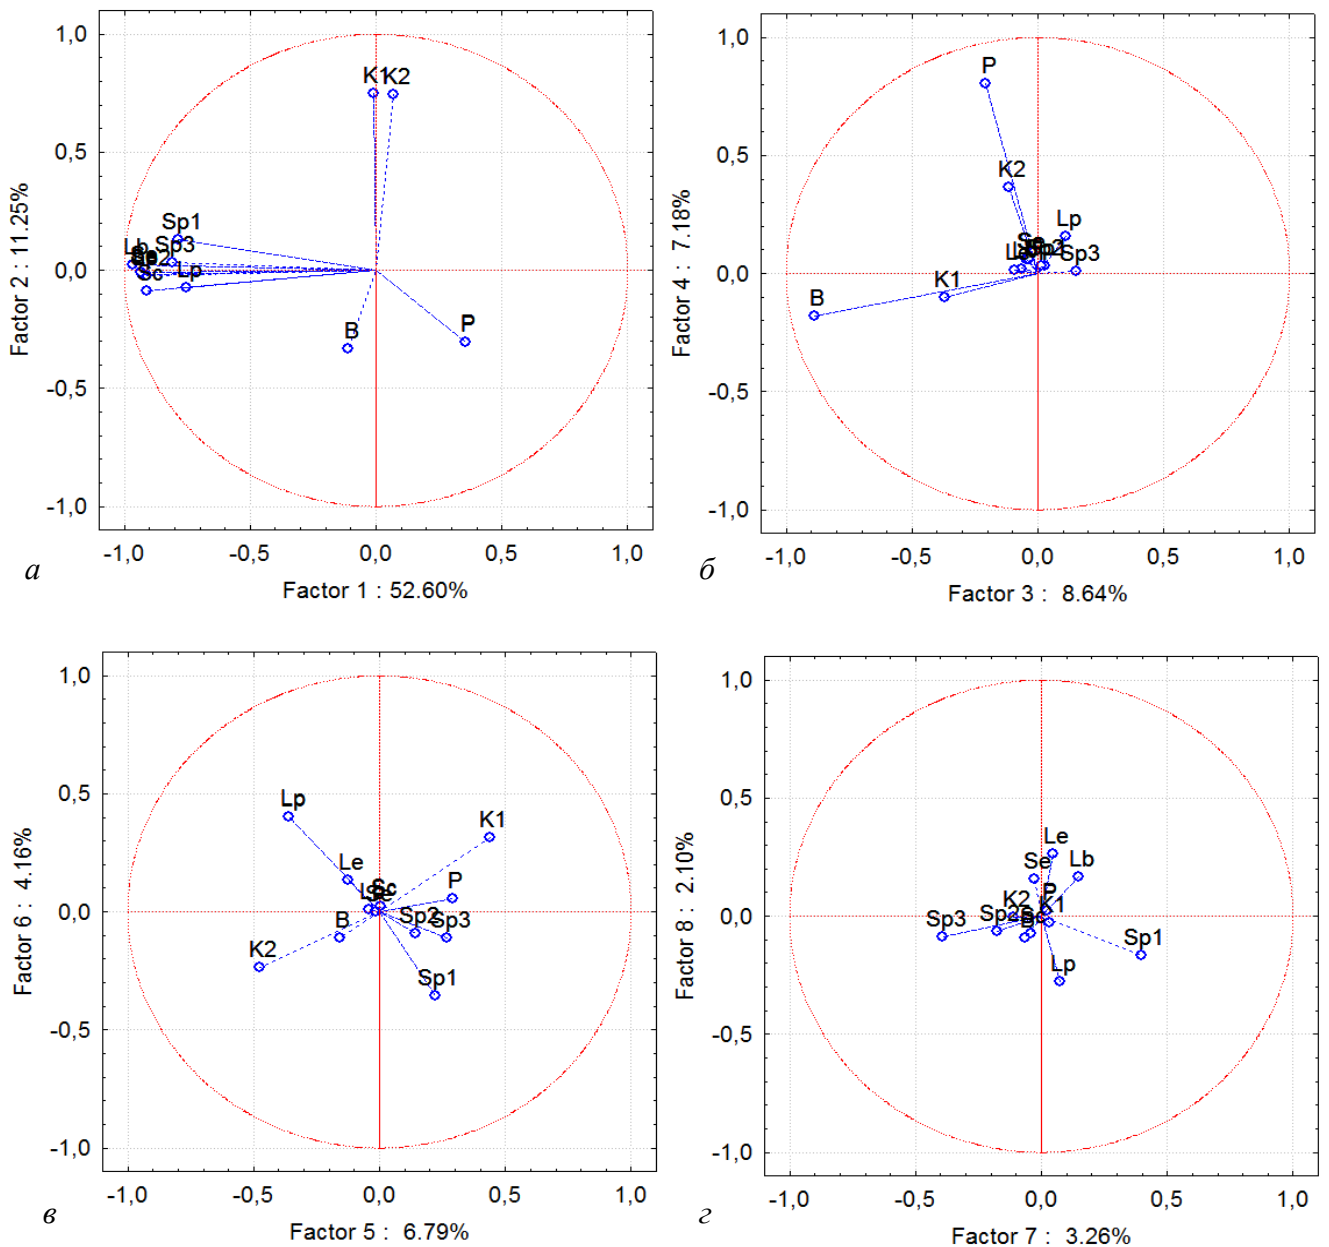 1,0
0,5
0,0
-0,5
-1,0
Factor 2 : 11.25%
K1 K2
Sp1
Sp3
Lb
Sp2
Sc
Lp
B
P
-1,0 -0,5 0,0 0,5 1,0
Factor 1 : 52.60%
а
1,0
0,5
0,0
-0,5
-1,0
Factor 4 : 7.18%
P
K2
Lp
Sp3
K1
B
-1,0 -0,5 0,0 0,5 1,0
Factor 3 : 8.64%
б
1,0
0,5
0,0
-0,5
-1,0
Factor 6 : 4.16%
Lp
K1
Le
Sc
Se
P
B
Sp2
Sp3
K2
Sp1
-1,0 -0,5 0,0 0,5 1,0
Factor 5 : 6.79%
в
1,0
0,5
0,0
-0,5
-1,0
Factor 8 : 2.10%
Le
Se
Lb
P
K2
K1
Sp3
Sp2
Sc
B
Sp1
Lp
-1,0 -0,5 0,0 0,5 1,0
Factor 7 : 3.26%
г